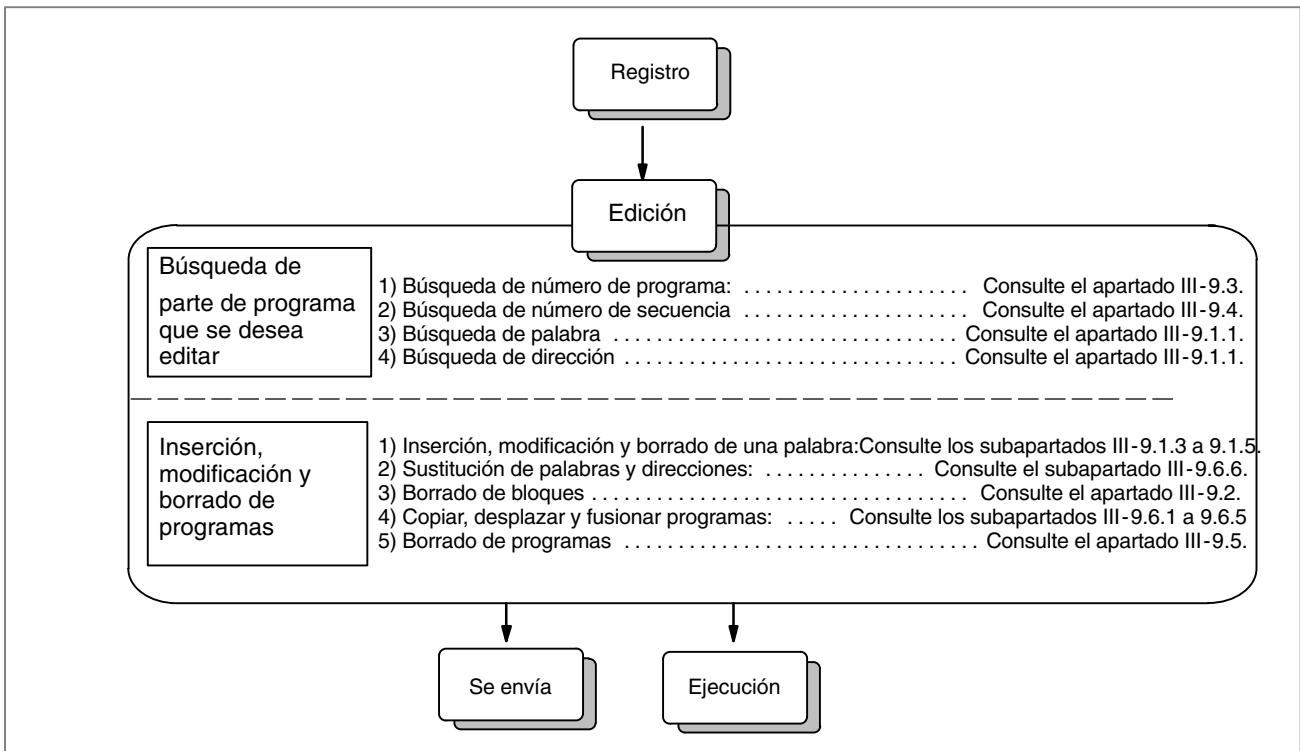 Registro
Edición
Búsqueda de
parte de programa
que se desea
editar
1) Búsqueda de número de programa: . . . . . . . . . . . . . . . . . . . . . . Consulte el apartado III-9.3.
2) Búsqueda de número de secuencia . . . . . . . . . . . . . . . . . . . . . . Consulte el apartado III-9.4.
3) Búsqueda de palabra . . . . . . . . . . . . . . . . . . . . . . . . . . . . . . . . . . Consulte el apartado III-9.1.1.
4) Búsqueda de dirección . . . . . . . . . . . . . . . . . . . . . . . . . . . . . . . . . Consulte el apartado III-9.1.1.
Inserción,
modificación y
borrado de
programas
1) Inserción, modificación y borrado de una palabra:Consulte los subapartados III-9.1.3 a 9.1.5.
2) Sustitución de palabras y direcciones: . . . . . . . . . . . . . . . . Consulte el subapartado III-9.6.6.
3) Borrado de bloques . . . . . . . . . . . . . . . . . . . . . . . . . . . . . . . . . . . . . Consulte el apartado III-9.2.
4) Copiar, desplazar y fusionar programas: . . . . . Consulte los subapartados III-9.6.1 a 9.6.5
5) Borrado de programas . . . . . . . . . . . . . . . . . . . . . . . . . . . . . . . . . . Consulte el apartado III-9.5.
Se envía
Ejecución